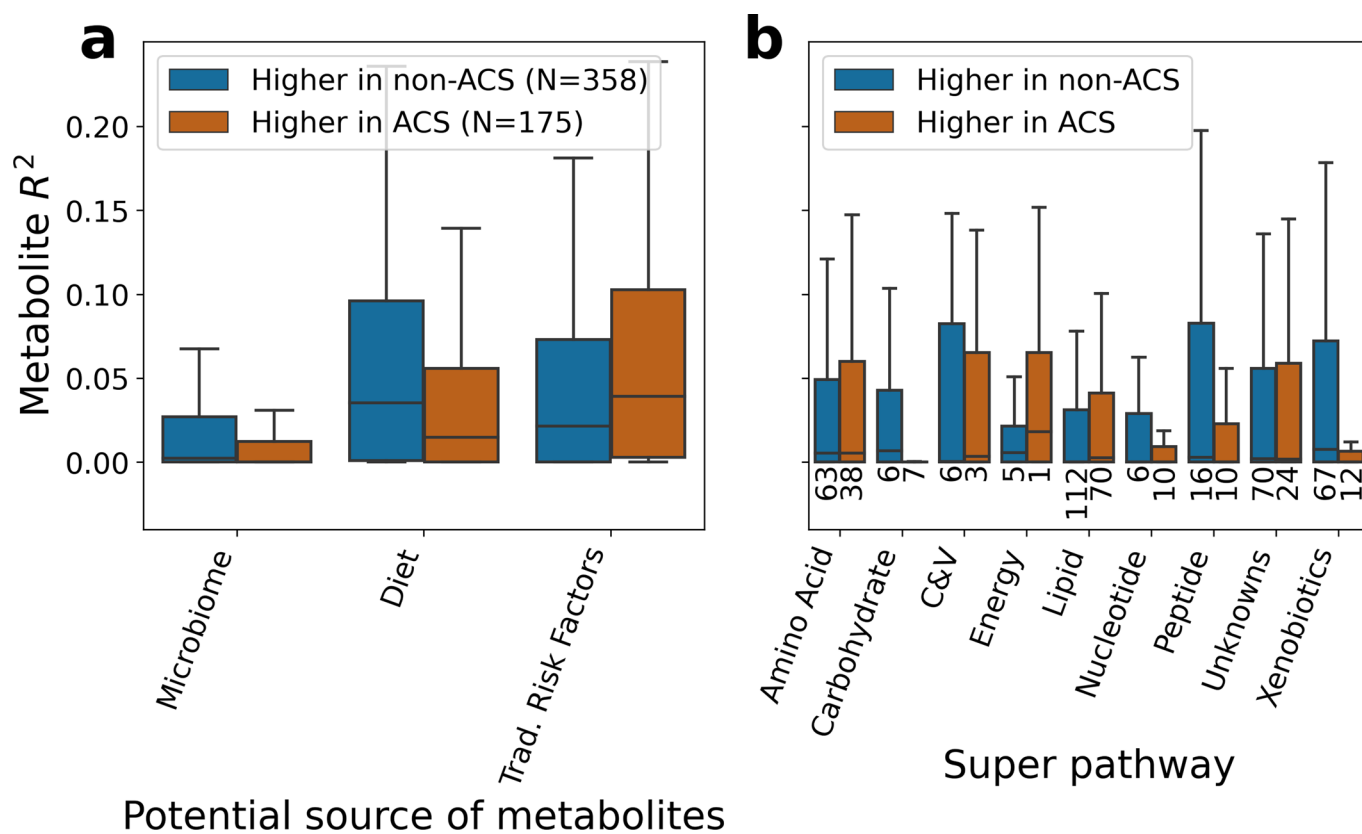 a
Higher in non-ACS (N=358)
Higher in ACS (N=175)
Metabolite R²
0.20
0.15
0.10
0.05
0.00
Microbiome
Diet
Trad. Risk Factors
Potential source of metabolites
b
Higher in non-ACS
Higher in ACS
63
38
6
7
6
3
5
1
112
70
6
10
16
10
70
24
67
12
Amino Acid
Carbohydrate
C&V
Energy
Lipid
Nucleotide
Peptide
Unknowns
Xenobiotics
Super pathway